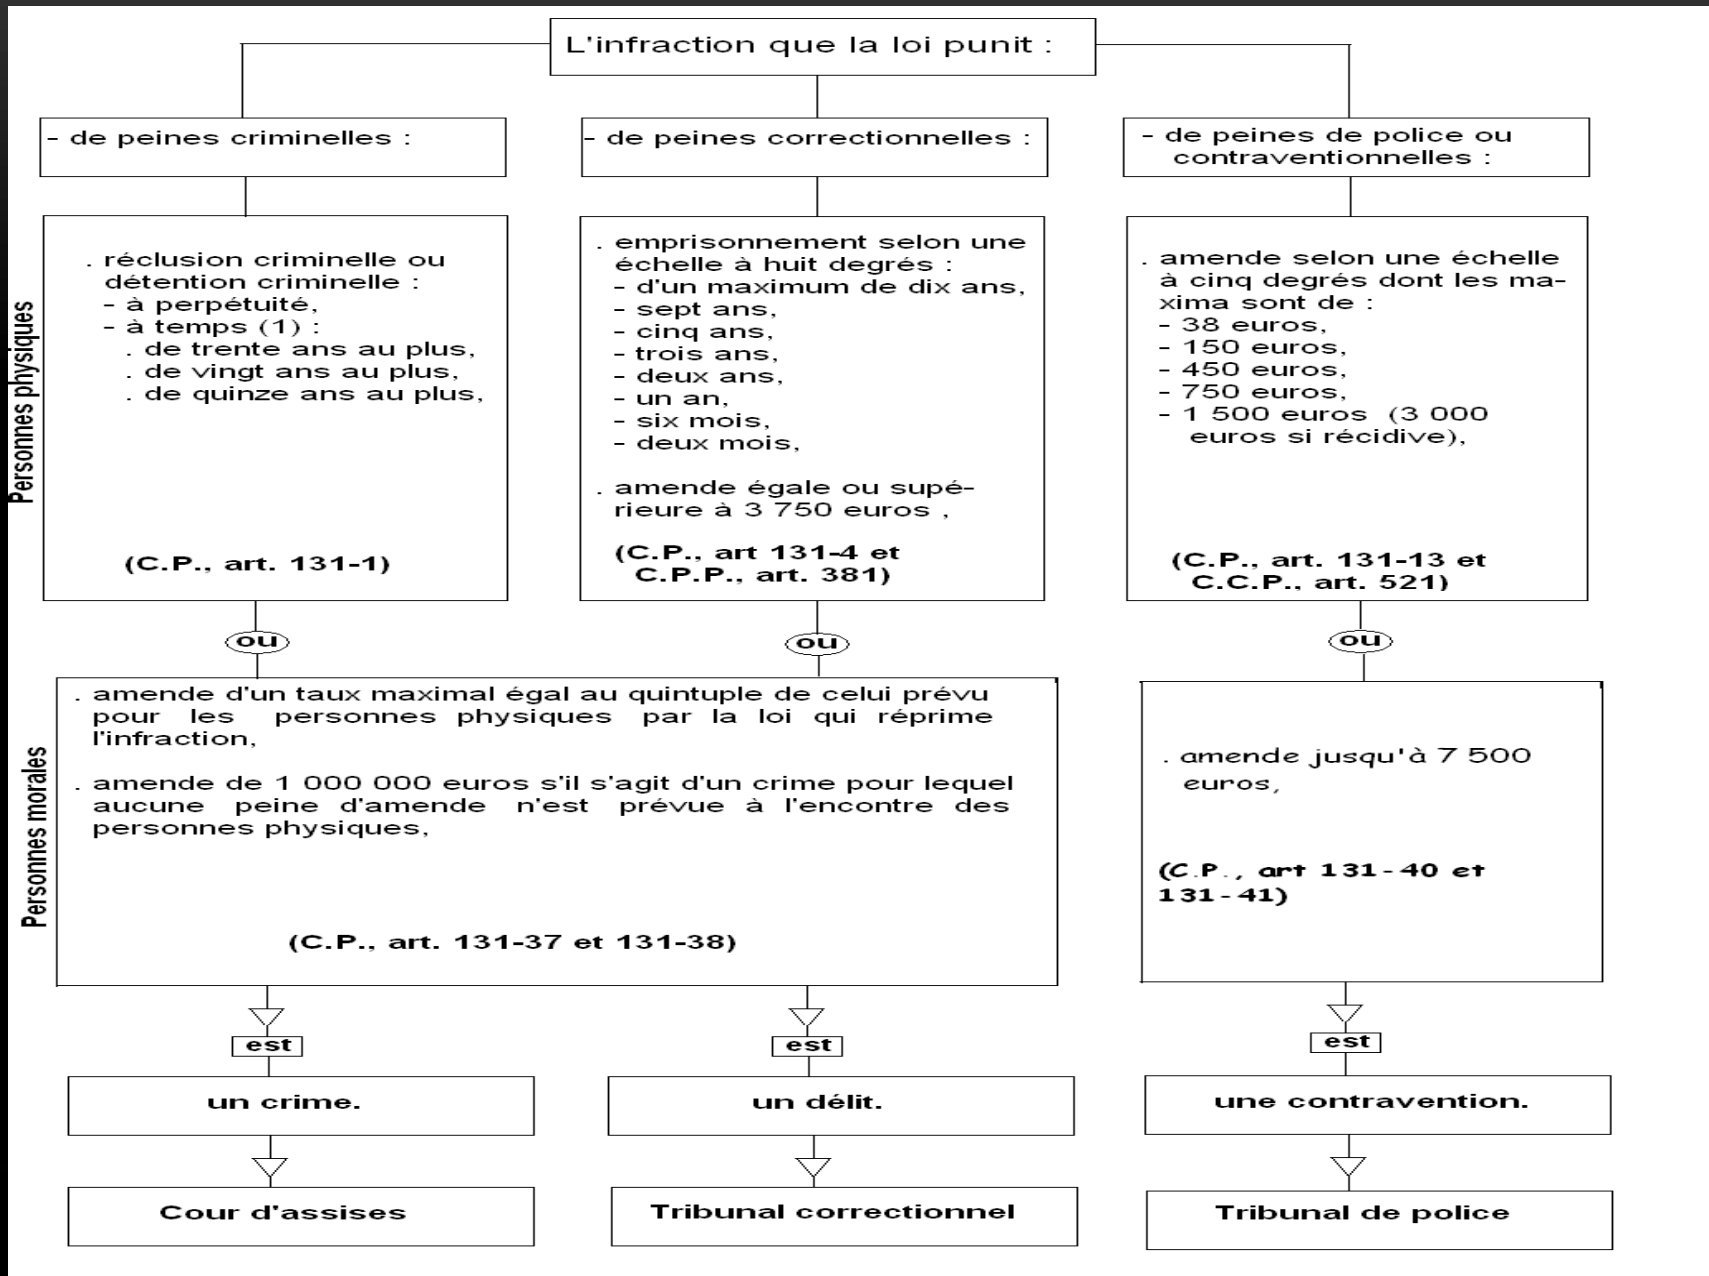 L'infraction que la loi punit :
- de peines criminelles :
- de peines correctionnelles :
- de peines de police ou
contraventionnelles :
Personnes physiques
. réclusion criminelle ou
détention criminelle :
- à perpétuité,
- à temps (1) :
. de trente ans au plus,
. de vingt ans au plus,
. de quinze ans au plus,
(C.P., art. 131-1)
. emprisonnement selon une
échelle à huit degrés :
- d'un maximum de dix ans,
- sept ans,
- cinq ans,
- trois ans,
- deux ans,
- un an,
- six mois,
- deux mois,
. amende égale ou supé-
rieure à 3 750 euros ,
(C.P., art 131-4 et
C.P.P., art. 381)
. amende selon une échelle
à cinq degrés dont les ma-
xima sont de :
- 38 euros,
- 150 euros,
- 450 euros,
- 750 euros,
- 1 500 euros (3 000
euros si récidive),
(C.P., art. 131-13 et
C.C.P., art. 521)
ou
ou
ou
Personnes morales
. amende d'un taux maximal égal au quintuple de celui prévu
pour les personnes physiques par la loi qui réprime
l'infraction,
. amende de 1 000 000 euros s'il s'agit d'un crime pour lequel
aucune peine d'amende n'est prévue à l'encontre des
personnes physiques,
(C.P., art. 131-37 et 131-38)
. amende jusqu'à 7 500
euros,
(C.P., art 131-40 et
131-41)
est
est
est
un crime.
un délit.
une contravention.
Cour d'assises
Tribunal correctionnel
Tribunal de police